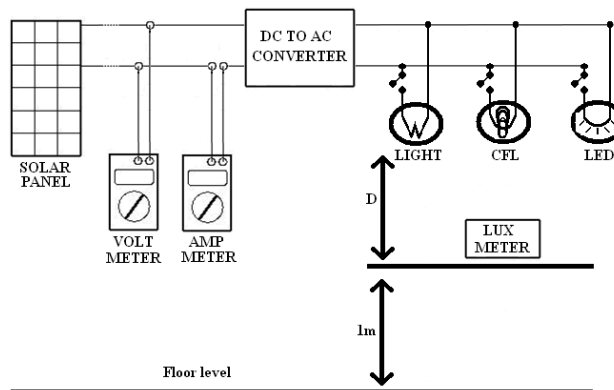 DC TO AC
CONVERTER
SOLAR
PANEL
LIGHT
CFL
LED
VOLT
METER
AMP
METER
D
LUX
METER
1m
Floor level